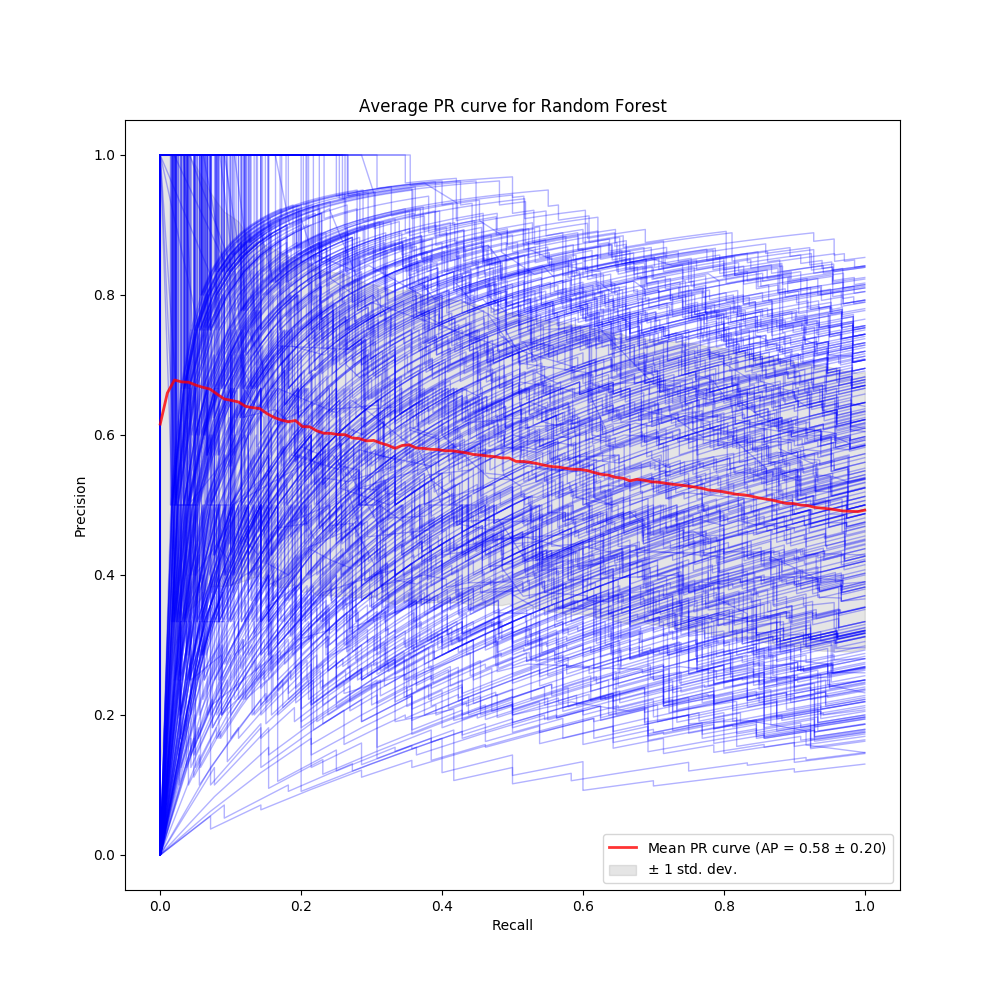 Average PR curve for Random Forest
1.0
0.8
0.6
0.4
0.2
0.0
Precision
0.0 0.2 0.4 0.6 0.8 1.0
Recall
Mean PR curve (AP = 0.58 ± 0.20)
± 1 std. dev.